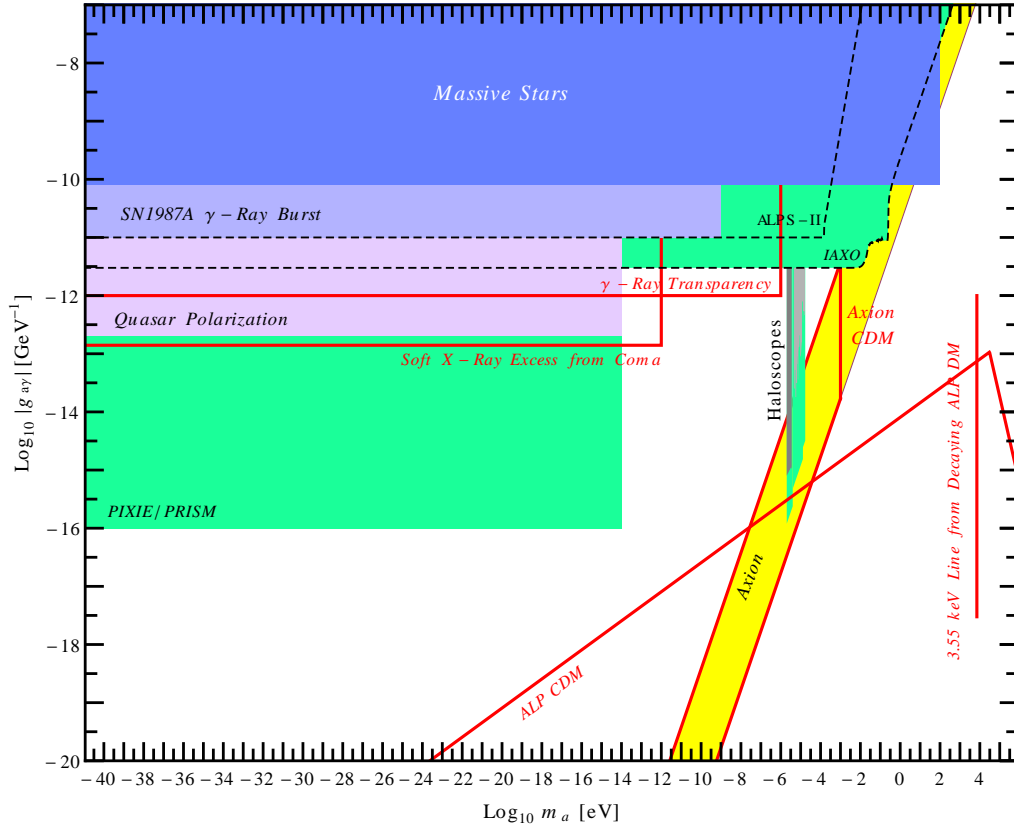 −8
−10
−12
−14
−16
−18
−20
Log10 |g aγ| [GeV−1]
Massive Stars
SN1987A γ−Ray Burst
ALPS−II
IAXO
γ−Ray Transparency
Quasar Polarization
Axion
CDM
Soft X−Ray Excess from Coma
Haloscopes
PIXIE/PRISM
Axion
ALP CDM
3.55 keV Line from Decaying ALP DM
−40 −38 −36 −34 −32 −30 −28 −26 −24 −22 −20 −18 −16 −14 −12 −10 −8 −6 −4 −2 0 2 4
Log10 m a [eV]